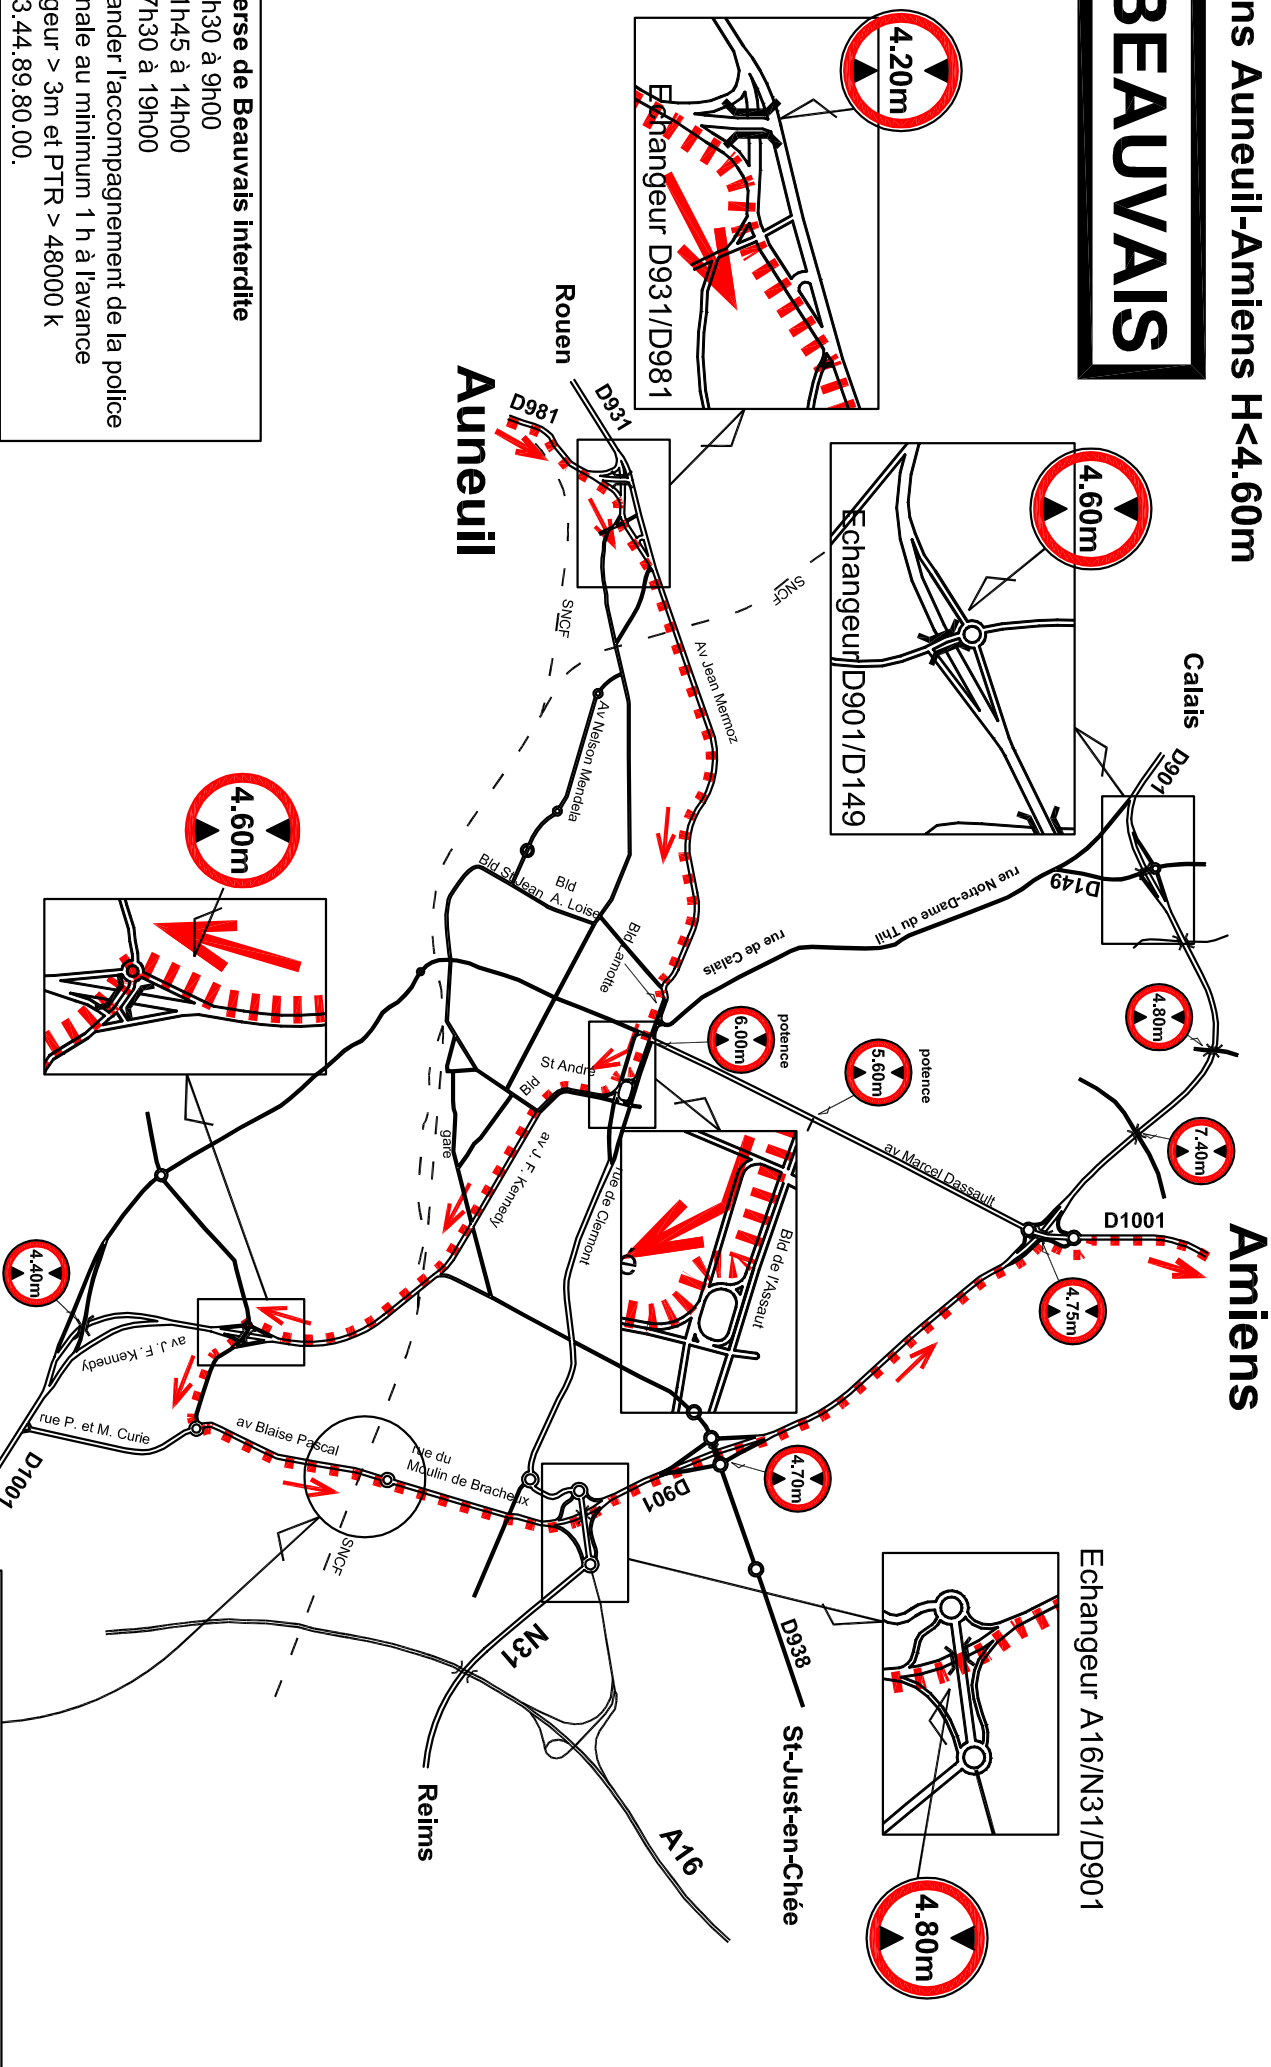 ns Auneuil-Amiens H<4.60m
BEAUVAIS
4.20m
Echangeur D931/D981
4.60m
Echangeur D901/D149
Calais
D901
D149
rue Notre-Dame du Thil
rue de Calais
4.80m
7.40m
Amiens
D1001
4.75m
potence
5.60m
potence
6.00m
av Marcel Dassault
Rouen
D931
D981
Auneuil
SNCF
SNCF
Av Jean Mermoz
Av Nelson Mendela
Bld St Jean
Bld
A. Loise
Bld Lamotte
St André
Bld
av J. F. Kennedy
gare
rue de Clermont
Bld de l'Assaut
4.70m
D901
D938
St-Just-en-Chée
Echangeur A16/N31/D901
4.80m
A16
N31
Reims
SNCF
rue du
Moulin de Bracheux
av Blaise Pascal
rue P. et M. Curie
D1001
av J. F. Kennedy
4.40m
4.60m
erse de Beauvais interdite
h30 à 9h00
1h45 à 14h00
7h30 à 19h00
ander l'accompagnement de la police
nale au minimum 1 h à l'avance
geur > 3m et PTR > 48000 k
3.44.89.80.00.